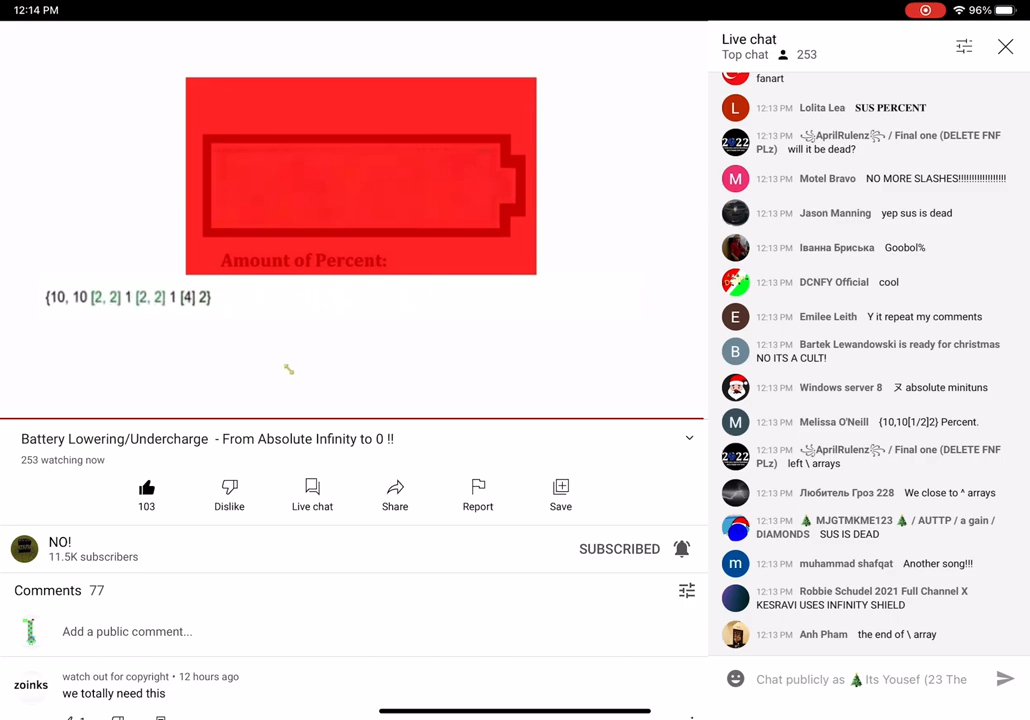 12:14 PM
96%
Amount of Percent:
{10, 10 [2, 2] 1 [2, 2] 1 [4] 2}
Battery Lowering/Undercharge - From Absolute Infinity to 0 !!
253 watching now
103
Dislike
Live chat
Share
Report
Save
NO!
11.5K subscribers
SUBSCRIBED
Comments 77
Add a public comment...
zoinks
watch out for copyright • 12 hours ago
we totally need this
1
Live chat
Top chat 253
fanart
L 12:13 PM Lolita Lea 𝐒𝐔𝐒 𝐏𝐄𝐑𝐂𝐄𝐍𝐓
2022 12:13 PM ꧁AprilRulenz꧂ / Final one (DELETE FNF
PLz) will it be dead?
M 12:13 PM Motel Bravo NO MORE SLASHES!!!!!!!!!!!!!!!!!!
12:13 PM Jason Manning yep sus is dead
12:13 PM Іванна Бриська Goobol%
12:13 PM DCNFY Official cool
E 12:13 PM Emilee Leith Y it repeat my comments
B 12:13 PM Bartek Lewandowski is ready for christmas
NO ITS A CULT!
12:13 PM Windows server 8 ヌ absolute minituns
M 12:13 PM Melissa O'Neill {10,10[1/2]2} Percent.
2022 12:13 PM ꧁AprilRulenz꧂ / Final one (DELETE FNF
PLz) left \ arrays
12:13 PM Любитель Гроз 228 We close to ^ arrays
12:13 PM 🎄 MJGTMKME123 🎄 / AUTTP / a gain /
DIAMONDS SUS IS DEAD
m 12:13 PM muhammad shafqat Another song!!!
12:13 PM Robbie Schudel 2021 Full Channel X
KESRAVI USES INFINITY SHIELD
12:13 PM Anh Pham the end of \ array
Chat publicly as 🎄Its Yousef (23 The